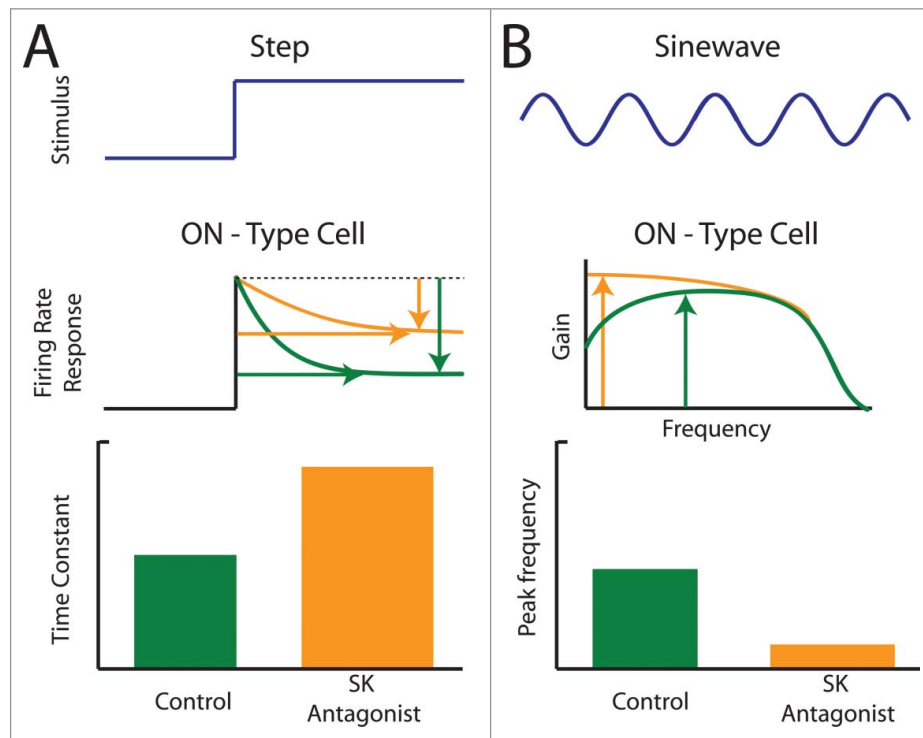 A
Step
Stimulus
ON - Type Cell
Firing Rate
Response
Time Constant
Control
SK
Antagonist
B
Sinewave
ON - Type Cell
Gain
Frequency
Peak frequency
Control
SK
Antagonist